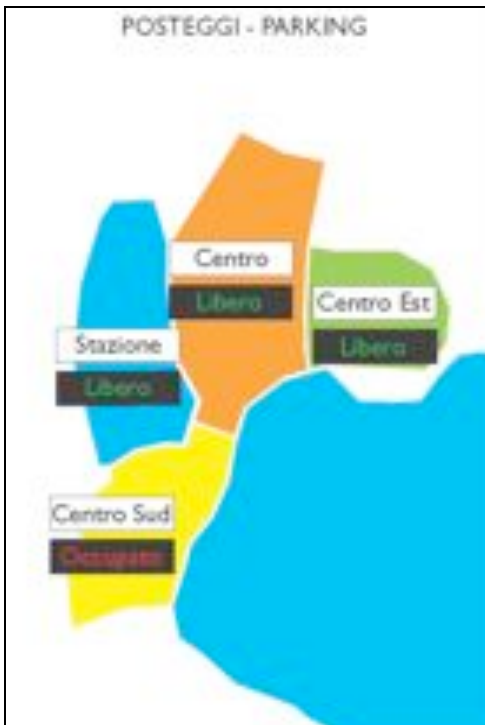 POSTEGGI - PARKING
Centro
Libero
Centro Est
Libero
Stazione
Libero
Centro Sud
Occupato